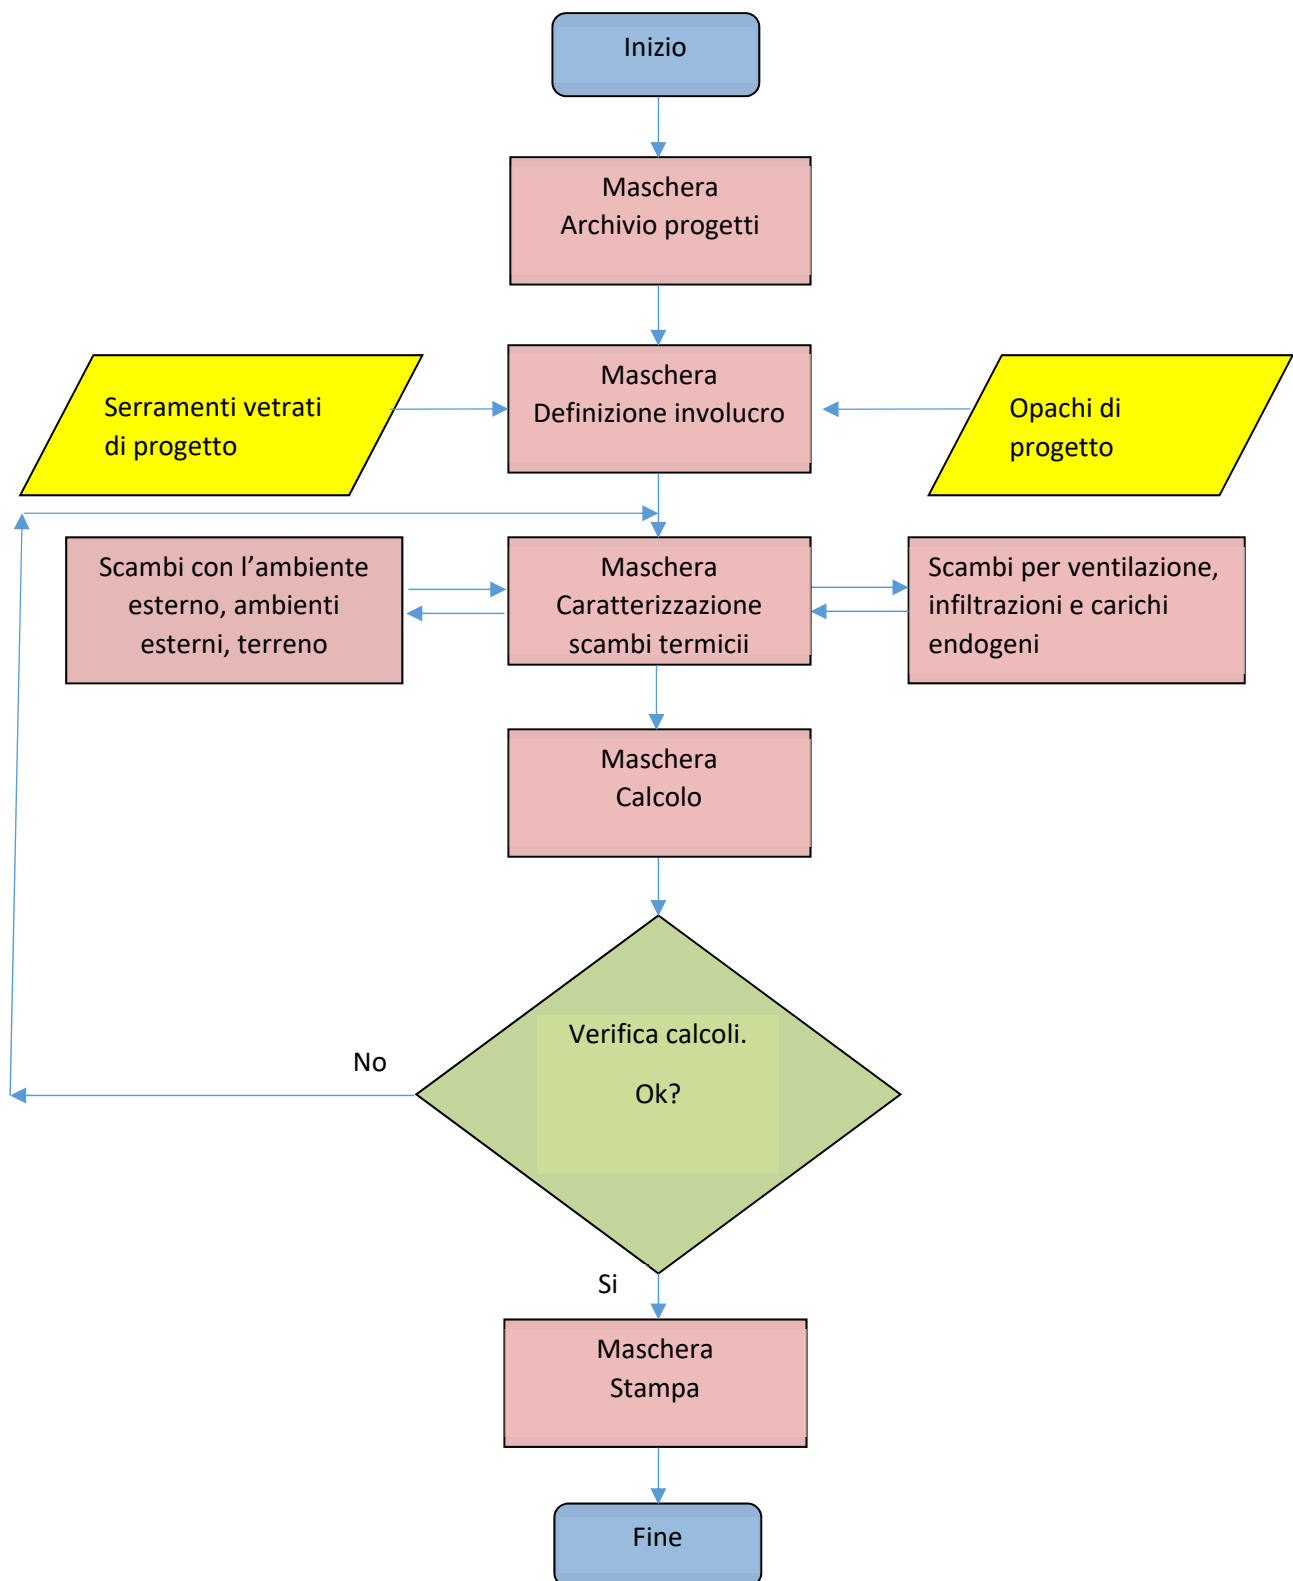 Inizio
Maschera
Archivio progetti
Serramenti vetrati
di progetto
Maschera
Definizione involucro
Opachi di
progetto
Scambi con l’ambiente
esterno, ambienti
esterni, terreno
Maschera
Caratterizzazione
scambi termicii
Scambi per ventilazione,
infiltrazioni e carichi
endogeni
Maschera
Calcolo
Verifica calcoli.
Ok?
No
Si
Maschera
Stampa
Fine